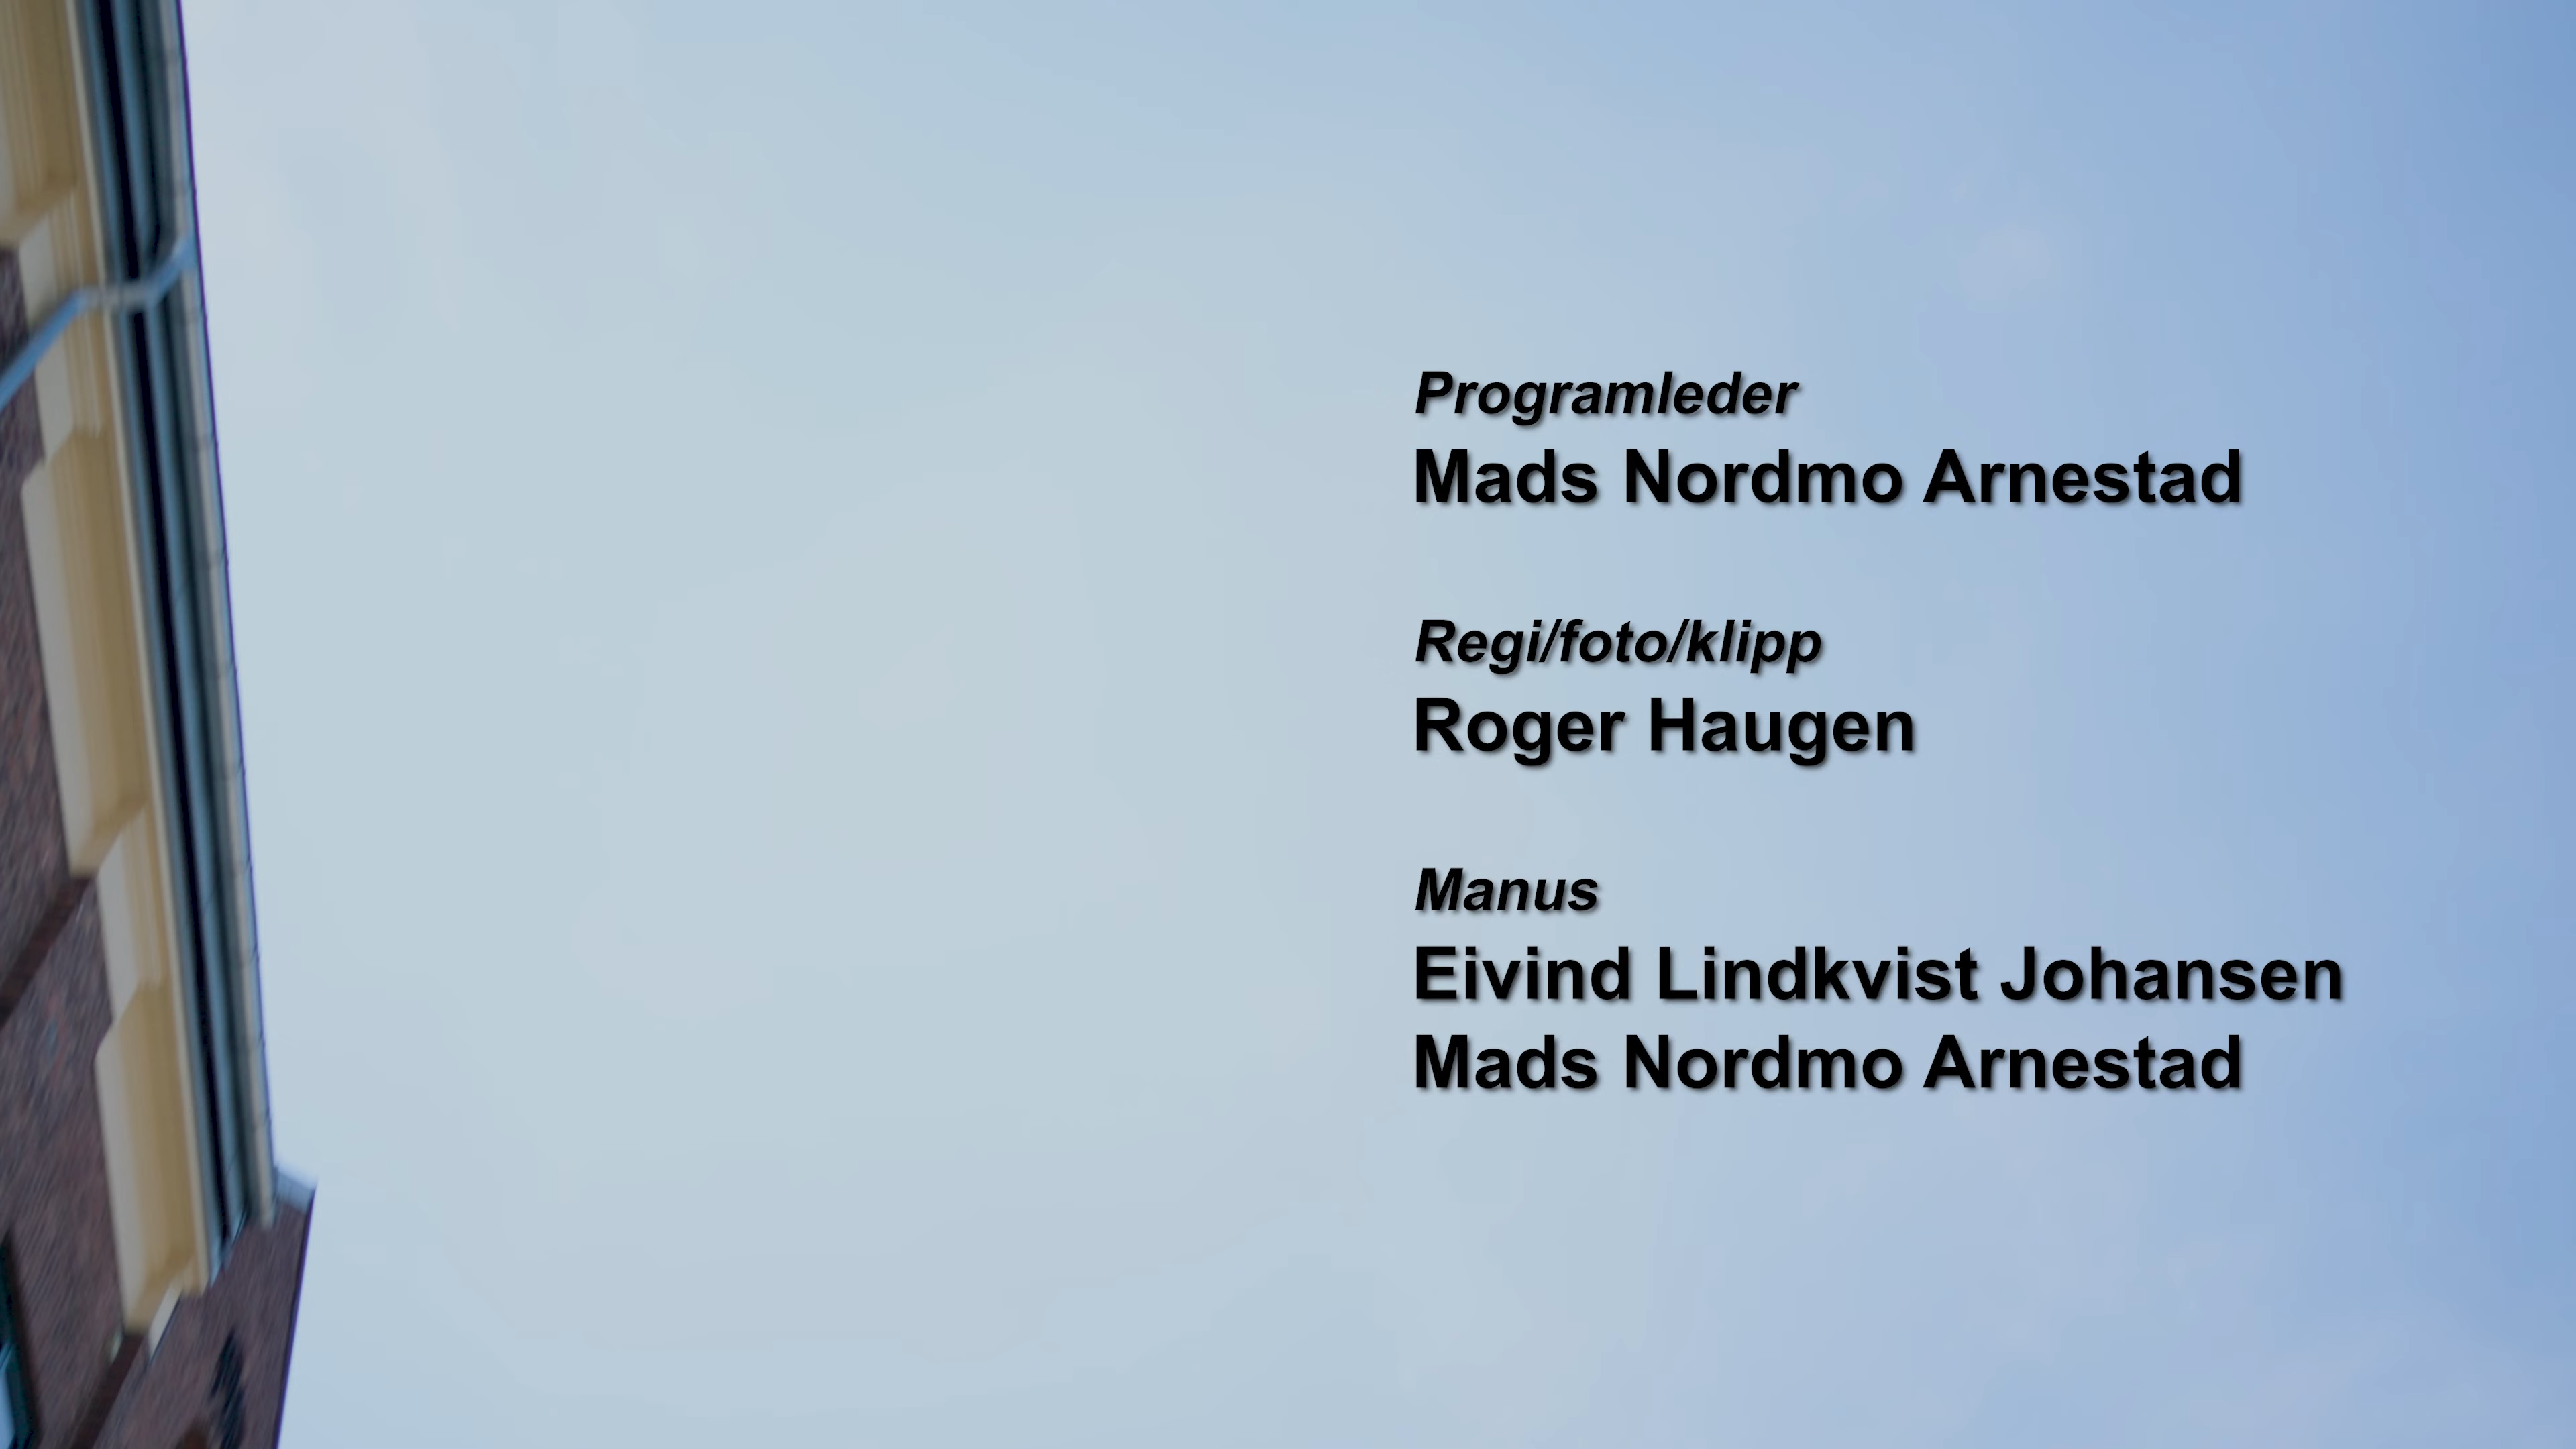 Programleder
Mads Nordmo Arnestad
Regi/foto/klipp
Roger Haugen
Manus
Eivind Lindkvist Johansen
Mads Nordmo Arnestad